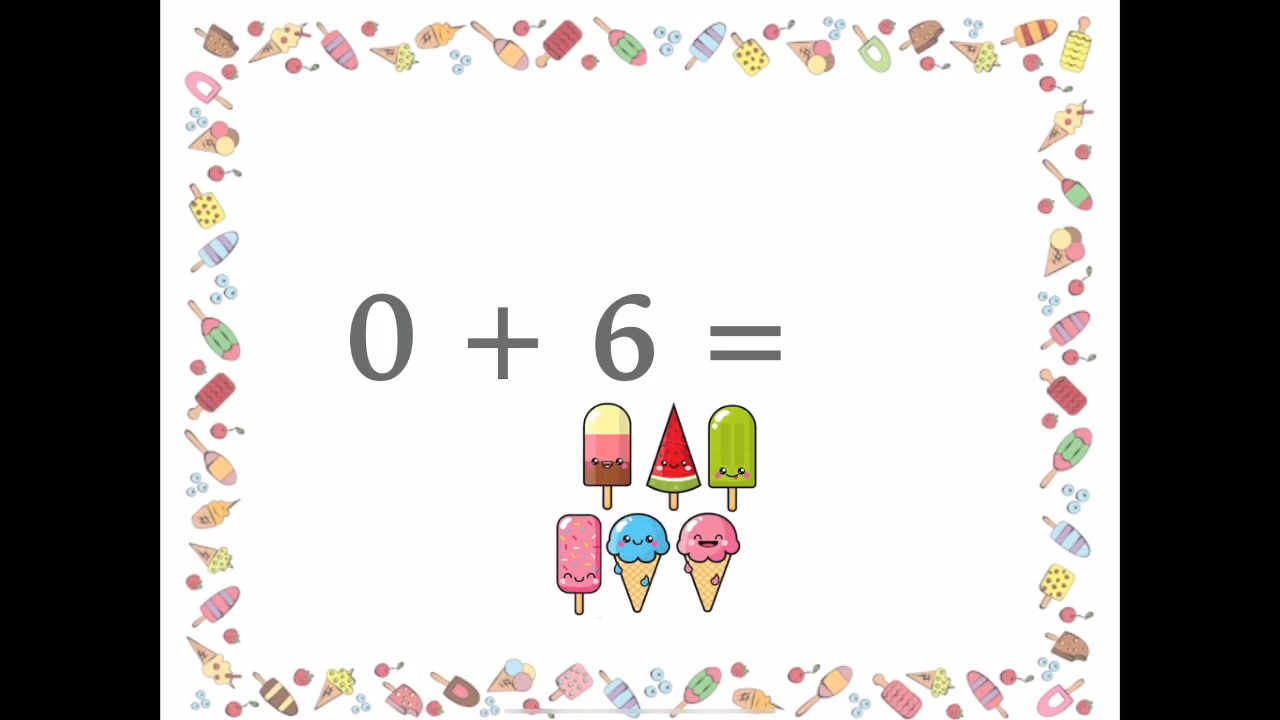 0 + 6 =